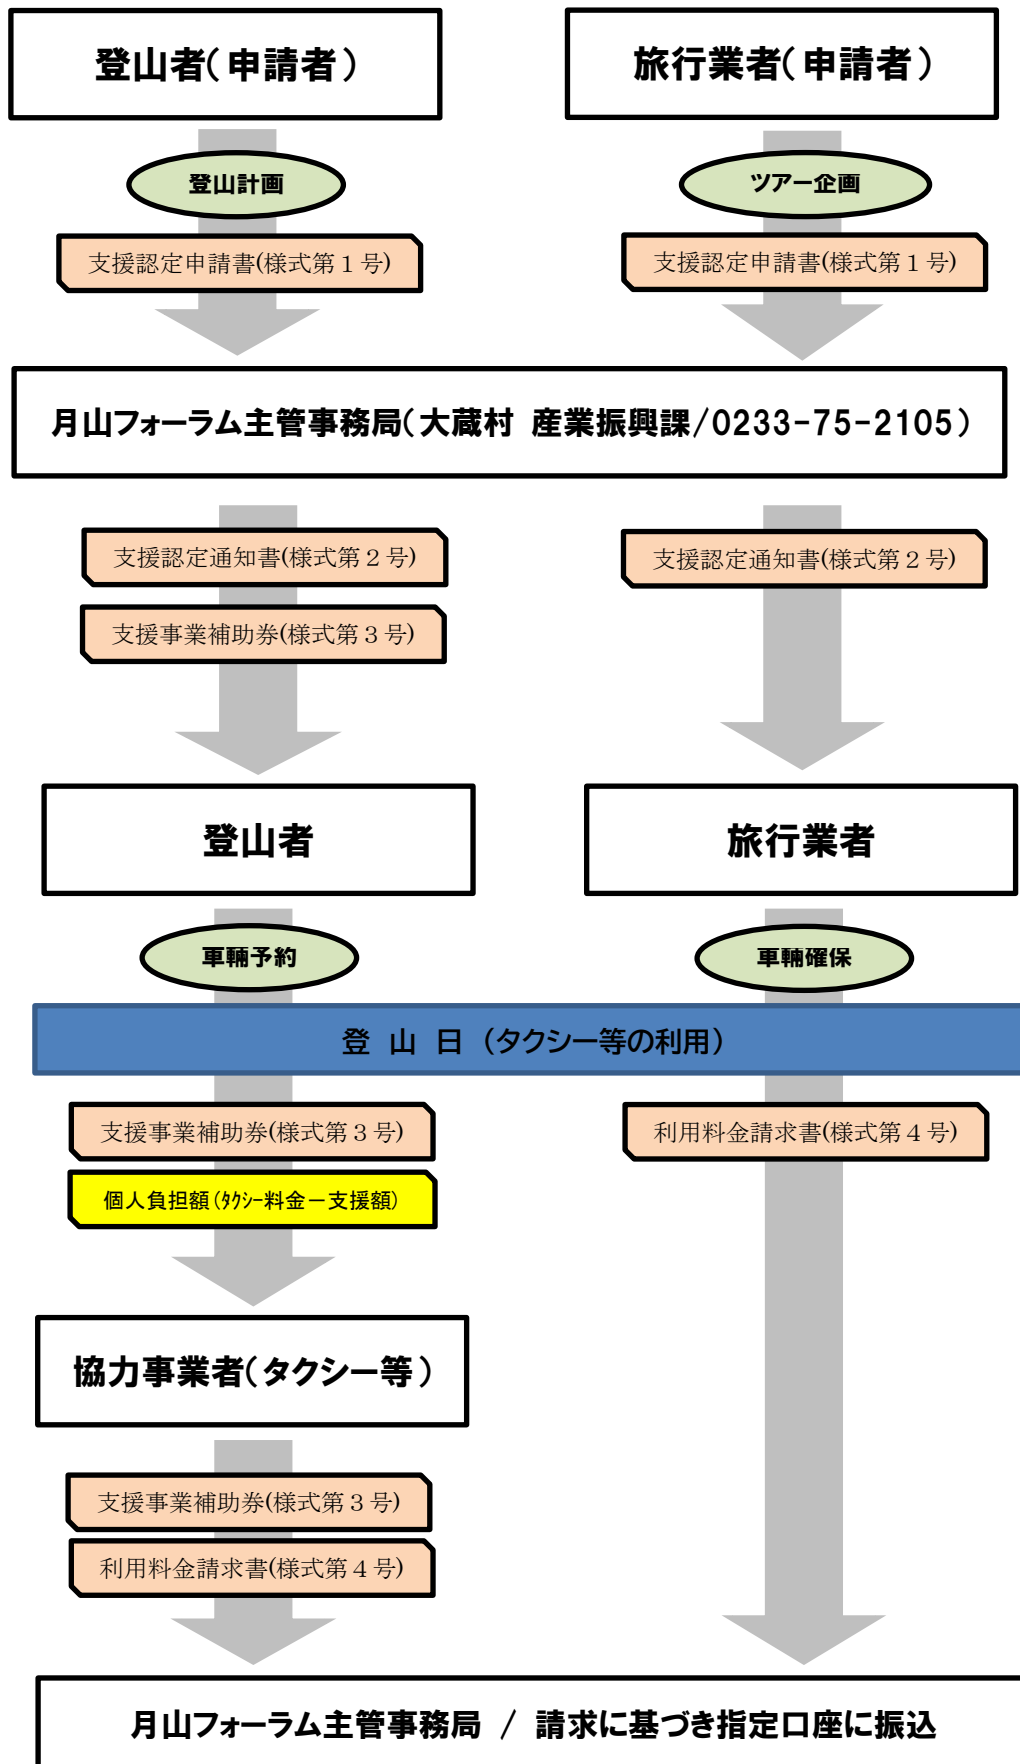 登山者(申請者)
旅行業者(申請者)
登山計画
ツアー企画
支援認定申請書(様式第1号)
支援認定申請書(様式第1号)
月山フォーラム主管事務局(大蔵村 産業振興課/0233-75-2105)
支援認定通知書(様式第2号)
支援認定通知書(様式第2号)
支援事業補助券(様式第3号)
登山者
旅行業者
車輛予約
車輛確保
登 山 日 (タクシー等の利用)
支援事業補助券(様式第3号)
利用料金請求書(様式第4号)
個人負担額(タクシー料金-支援額)
協力事業者(タクシー等)
支援事業補助券(様式第3号)
利用料金請求書(様式第4号)
月山フォーラム主管事務局 / 請求に基づき指定口座に振込